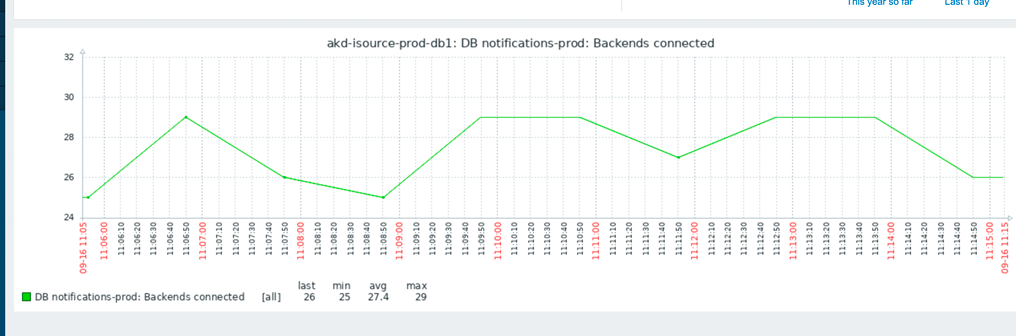 This year so far Last 1 day
akd-isource-prod-db1: DB notifications-prod: Backends connected
32
30
28
26
24
09-16 11:05 11:06:00 11:06:10 11:06:20 11:06:30 11:06:40 11:06:50 11:07:00 11:07:10 11:07:20 11:07:30 11:07:40 11:07:50 11:08:00 11:08:10 11:08:20 11:08:30 11:08:40 11:08:50 11:09:00 11:09:10 11:09:20 11:09:30 11:09:40 11:09:50 11:10:00 11:10:10 11:10:20 11:10:30 11:10:40 11:10:50 11:11:00 11:11:10 11:11:20 11:11:30 11:11:40 11:11:50 11:12:00 11:12:10 11:12:20 11:12:30 11:12:40 11:12:50 11:13:00 11:13:10 11:13:20 11:13:30 11:13:40 11:13:50 11:14:00 11:14:10 11:14:20 11:14:30 11:14:40 11:14:50 11:15:00 09-16 11:15
last min avg max
DB notifications-prod: Backends connected [all] 26 25 27.4 29